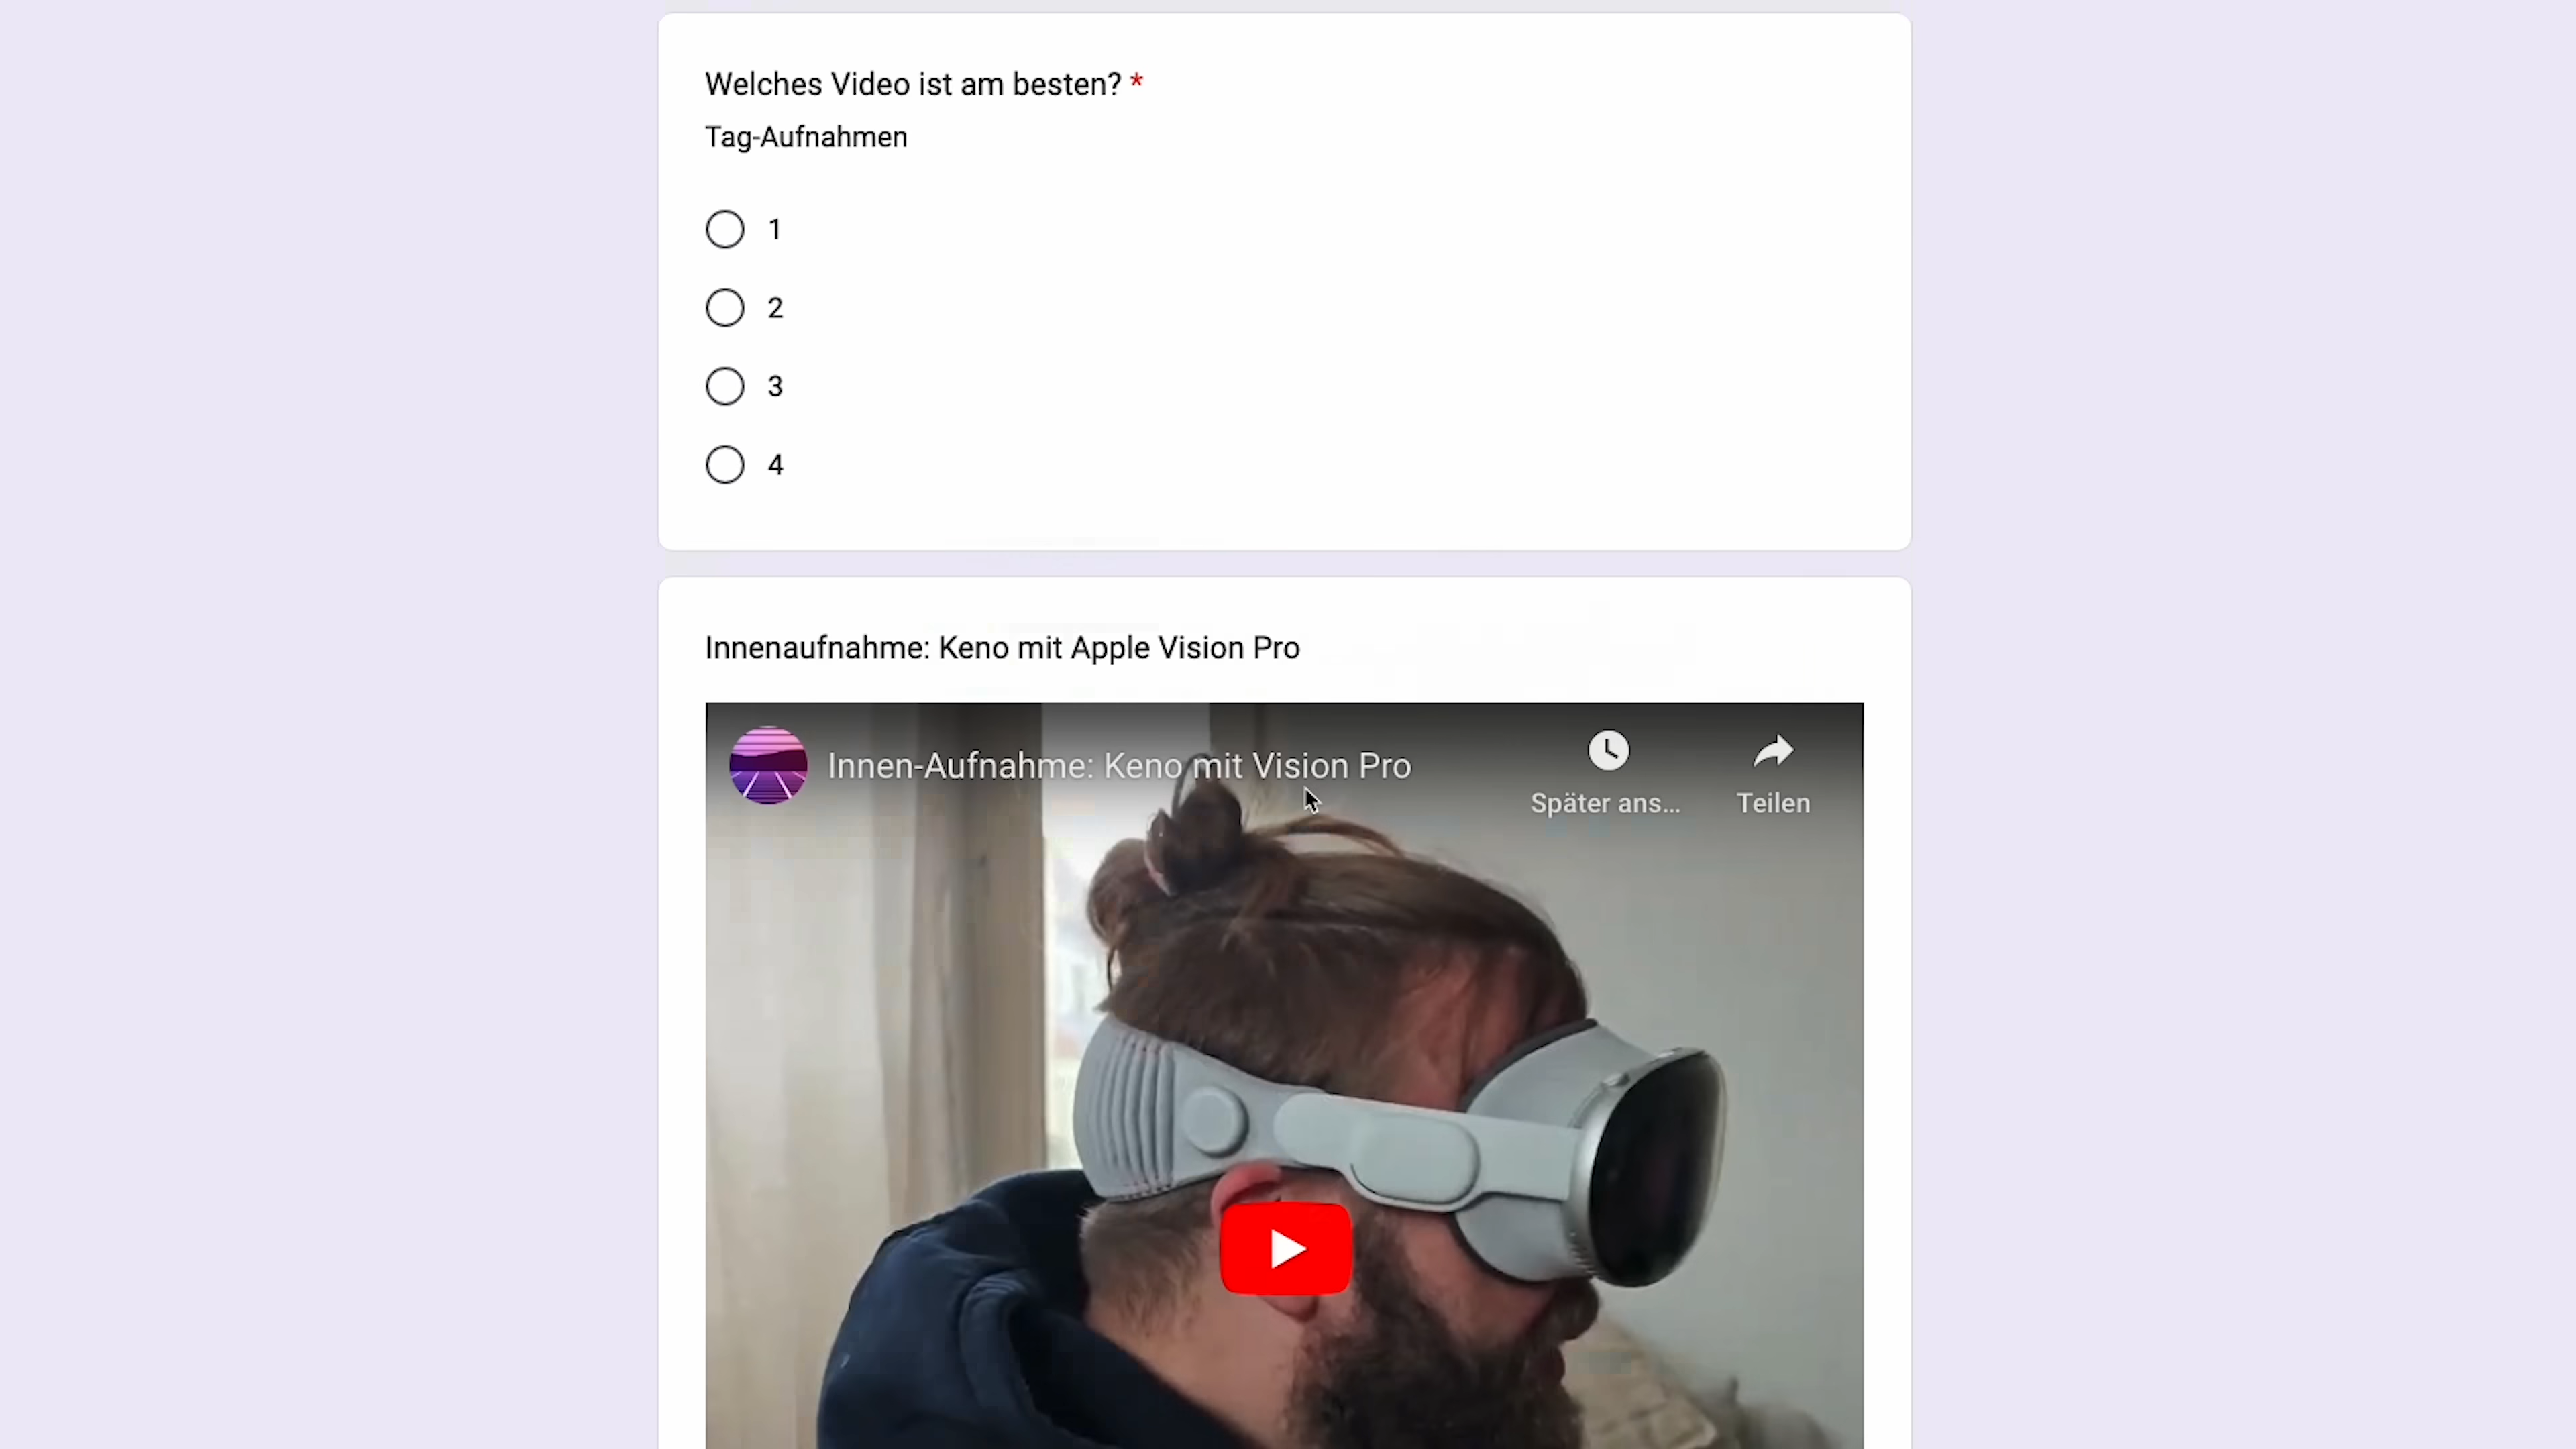 Welches Video ist am besten? *
Tag-Aufnahmen
1
2
3
4
Innenaufnahme: Keno mit Apple Vision Pro
Innen-Aufnahme: Keno mit Vision Pro
Später ans...
Teilen